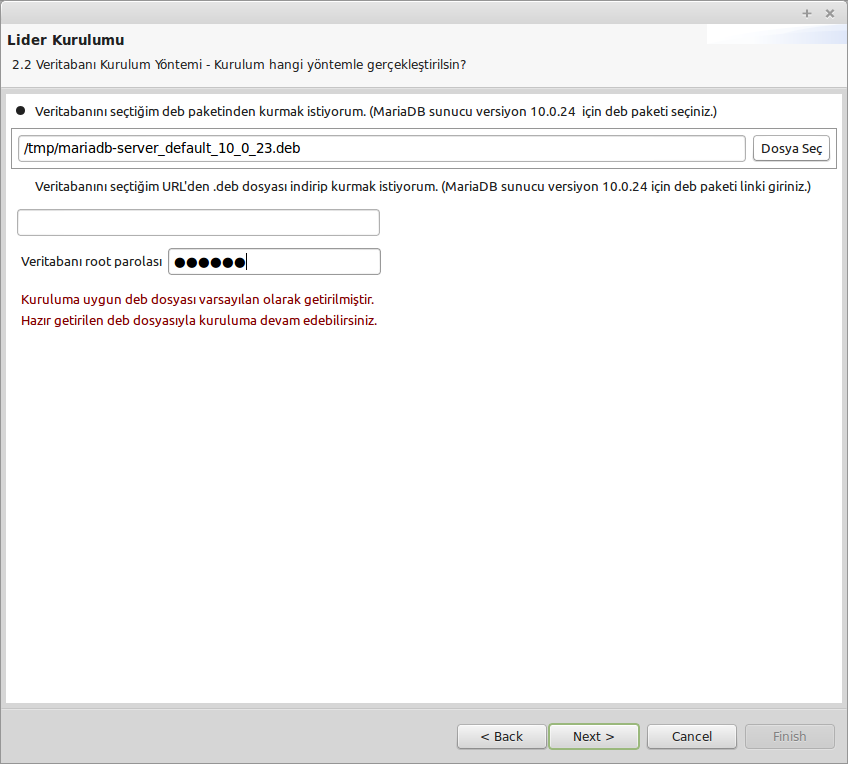 Lider Kurulumu
2.2 Veritabanı Kurulum Yöntemi - Kurulum hangi yöntemle gerçekleştirilsin?
Veritabanını seçtiğim deb paketinden kurmak istiyorum. (MariaDB sunucu versiyon 10.0.24  için deb paketi seçiniz.)
/tmp/mariadb-server_default_10_0_23.deb
Dosya Seç
Veritabanını seçtiğim URL'den .deb dosyası indirip kurmak istiyorum. (MariaDB sunucu versiyon 10.0.24 için deb paketi linki giriniz.)
Veritabanı root parolası ●●●●●●
Kuruluma uygun deb dosyası varsayılan olarak getirilmiştir.
Hazır getirilen deb dosyasıyla kuruluma devam edebilirsiniz.
< Back
Next >
Cancel
Finish